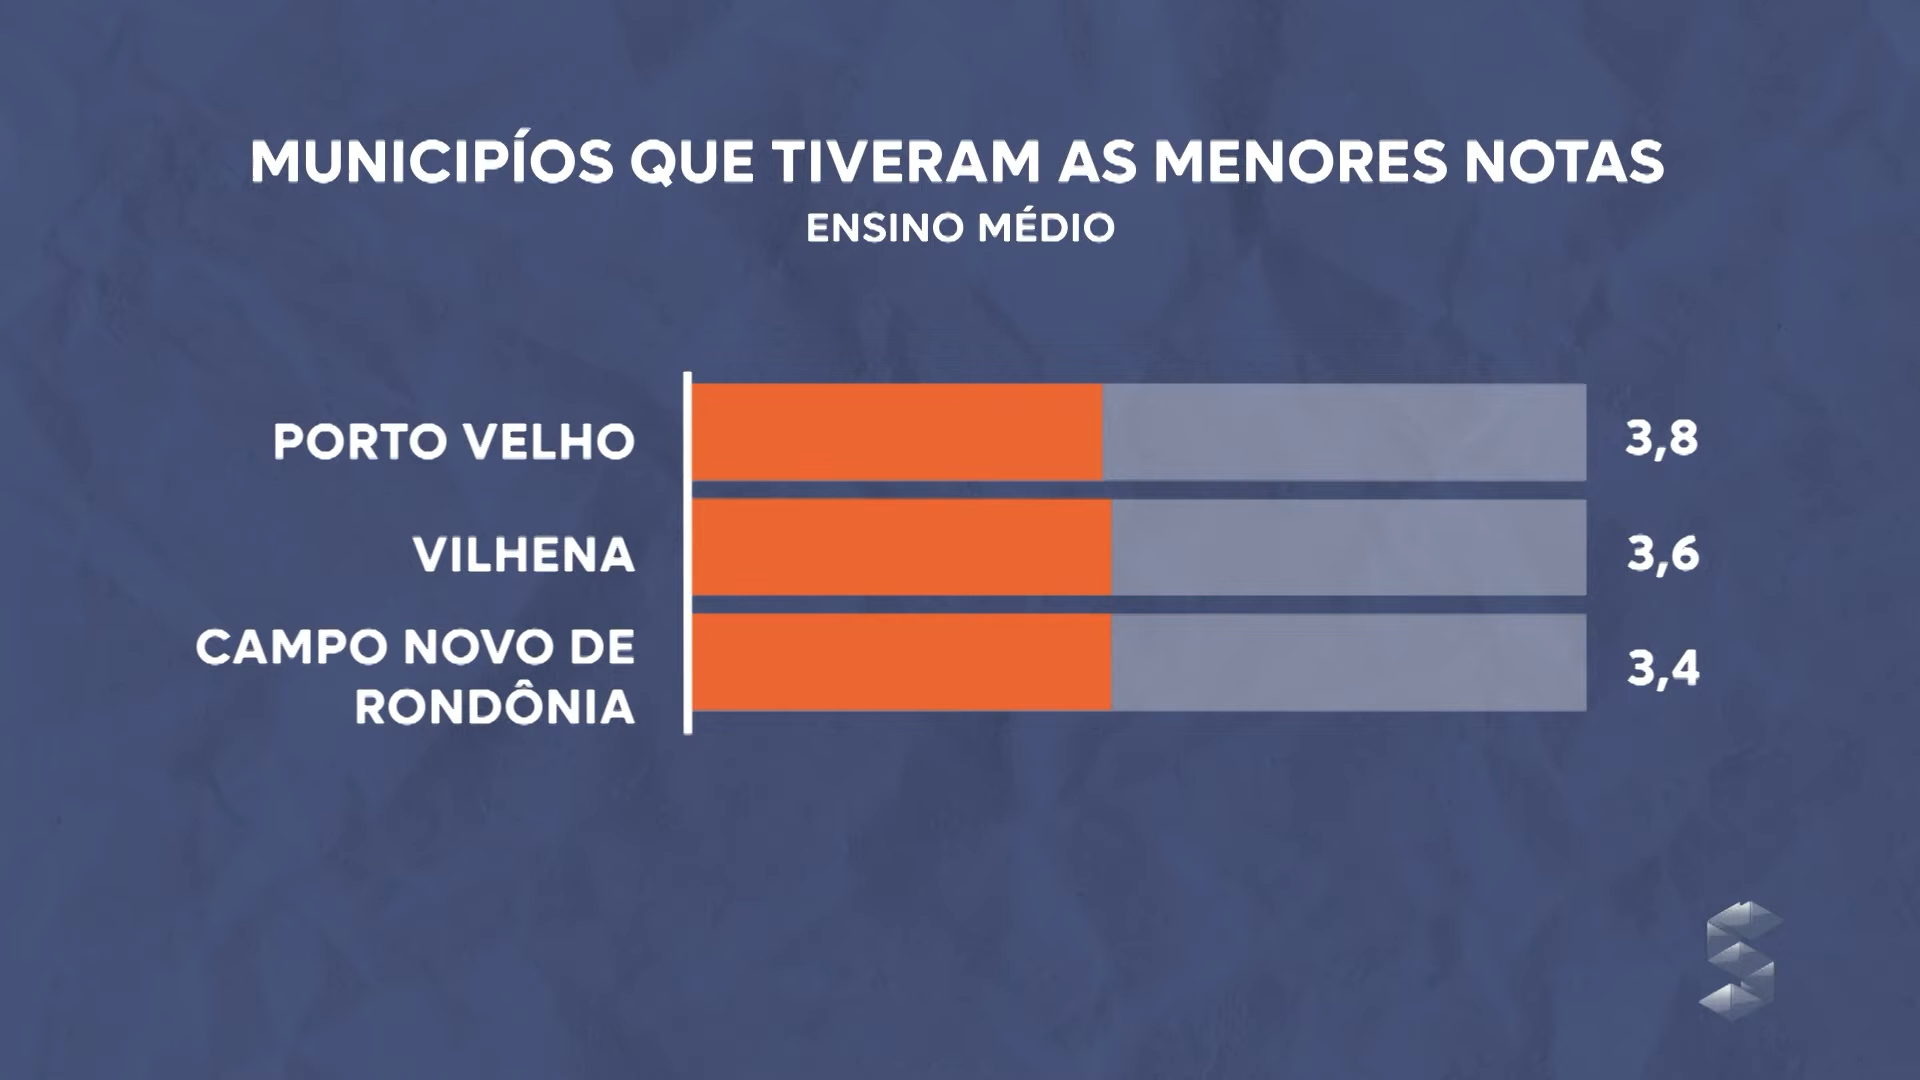 MUNICIPÍOS QUE TIVERAM AS MENORES NOTAS
ENSINO MÉDIO
PORTO VELHO
3,8
VILHENA
3,6
CAMPO NOVO DE
RONDÔNIA
3,4